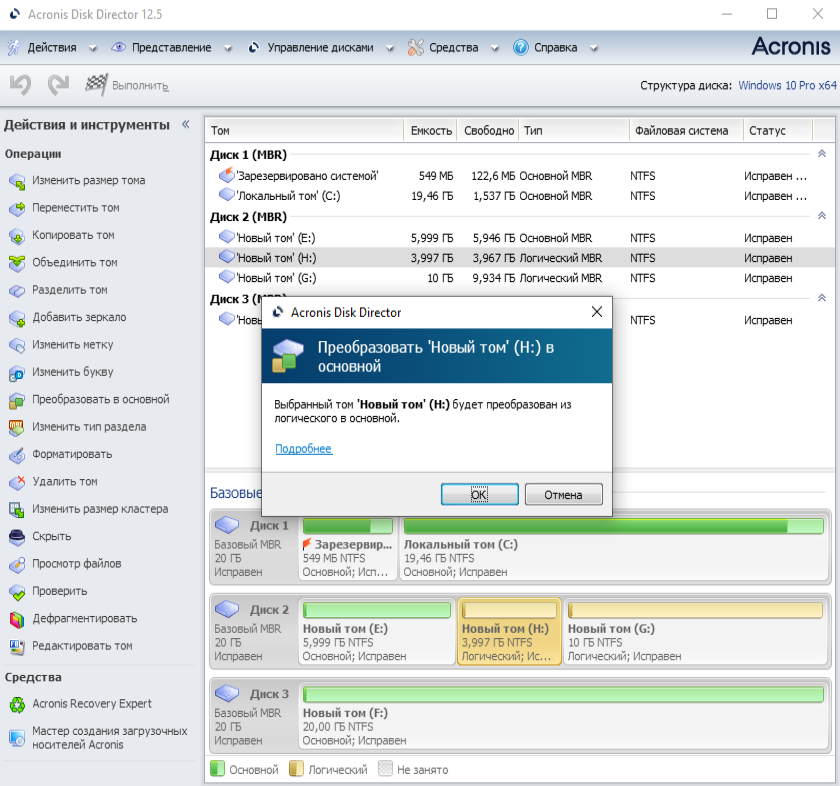 Acronis Disk Director 12.5
Действия Представление Управление дисками Средства Справка Acronis
Выполнить Структура диска: Windows 10 Pro x64
Действия и инструменты «
Операции
Изменить размер тома
Переместить том
Копировать том
Объединить том
Разделить том
Добавить зеркало
Изменить метку
Изменить букву
Преобразовать в основной
Изменить тип раздела
Форматировать
Удалить том
Изменить размер кластера
Скрыть
Просмотр файлов
Проверить
Дефрагментировать
Редактировать том
Средства
Acronis Recovery Expert
Мастер создания загрузочных
носителей Acronis
Том Емкость Свободно Тип Файловая система Статус
Диск 1 (MBR)
'Зарезервировано системой' 549 МБ 122,6 МБ Основной MBR NTFS Исправен ...
'Локальный том' (C:) 19,46 ГБ 1,537 ГБ Основной MBR NTFS Исправен ...
Диск 2 (MBR)
'Новый том' (E:) 5,999 ГБ 5,946 ГБ Основной MBR NTFS Исправен
'Новый том' (H:) 3,997 ГБ 3,967 ГБ Логический MBR NTFS Исправен
'Новый том' (G:) 10 ГБ 9,934 ГБ Логический MBR NTFS Исправен
Диск 3 (MBR)
'Новы NTFS Исправен
Acronis Disk Director
Преобразовать 'Новый том' (H:) в
основной
Выбранный том 'Новый том' (H:) будет преобразован из
логического в основной.
Подробнее
OK Отмена
Базовые
Диск 1
Базовый MBR
20 ГБ
Исправен
Зарезервир...
549 МБ NTFS
Основной; Исп...
Локальный том (C:)
19,46 ГБ NTFS
Основной; Исправен
Диск 2
Базовый MBR
20 ГБ
Исправен
Новый том (E:)
5,999 ГБ NTFS
Основной; Исправен
Новый том (H:)
3,997 ГБ NTFS
Логический; Ис...
Новый том (G:)
10 ГБ NTFS
Логический; Исправен
Диск 3
Базовый MBR
20 ГБ
Исправен
Новый том (F:)
20,00 ГБ NTFS
Основной; Исправен
Основной Логический Не занято